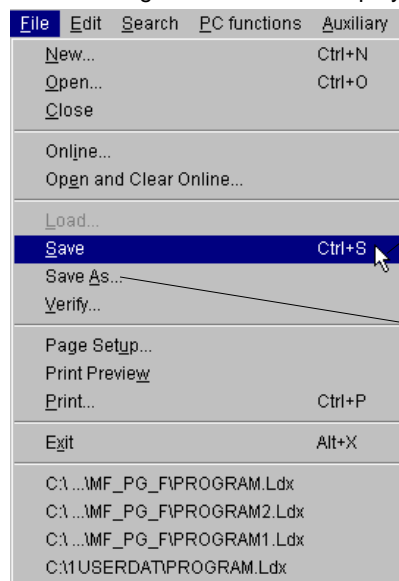 File Edit Search PC functions Auxiliary
New... Ctrl+N
Open... Ctrl+O
Close
Online...
Open and Clear Online...
Load...
Save Ctrl+S
Save As...
Verify...
Page Setup...
Print Preview
Print... Ctrl+P
Exit Alt+X
C:\ ...\MF_PG_F\PROGRAM.Ldx
C:\ ...\MF_PG_F\PROGRAM2.Ldx
C:\ ...\MF_PG_F\PROGRAM1.Ldx
C:\1USERDAT\PROGRAM.Ldx